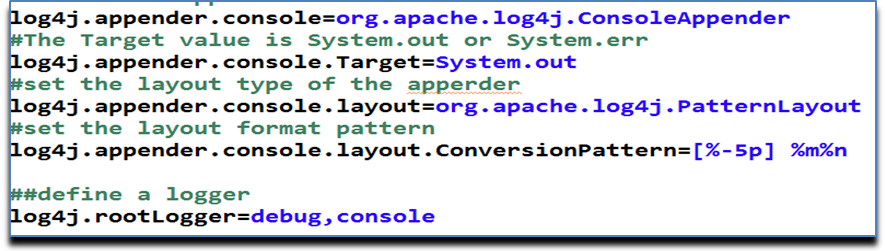 log4j.appender.console=org.apache.log4j.ConsoleAppender
#The Target value is System.out or System.err
log4j.appender.console.Target=System.out
#set the layout type of the apperder
log4j.appender.console.layout=org.apache.log4j.PatternLayout
#set the layout format pattern
log4j.appender.console.layout.ConversionPattern=[%-5p] %m%n
##define a logger
log4j.rootLogger=debug,console